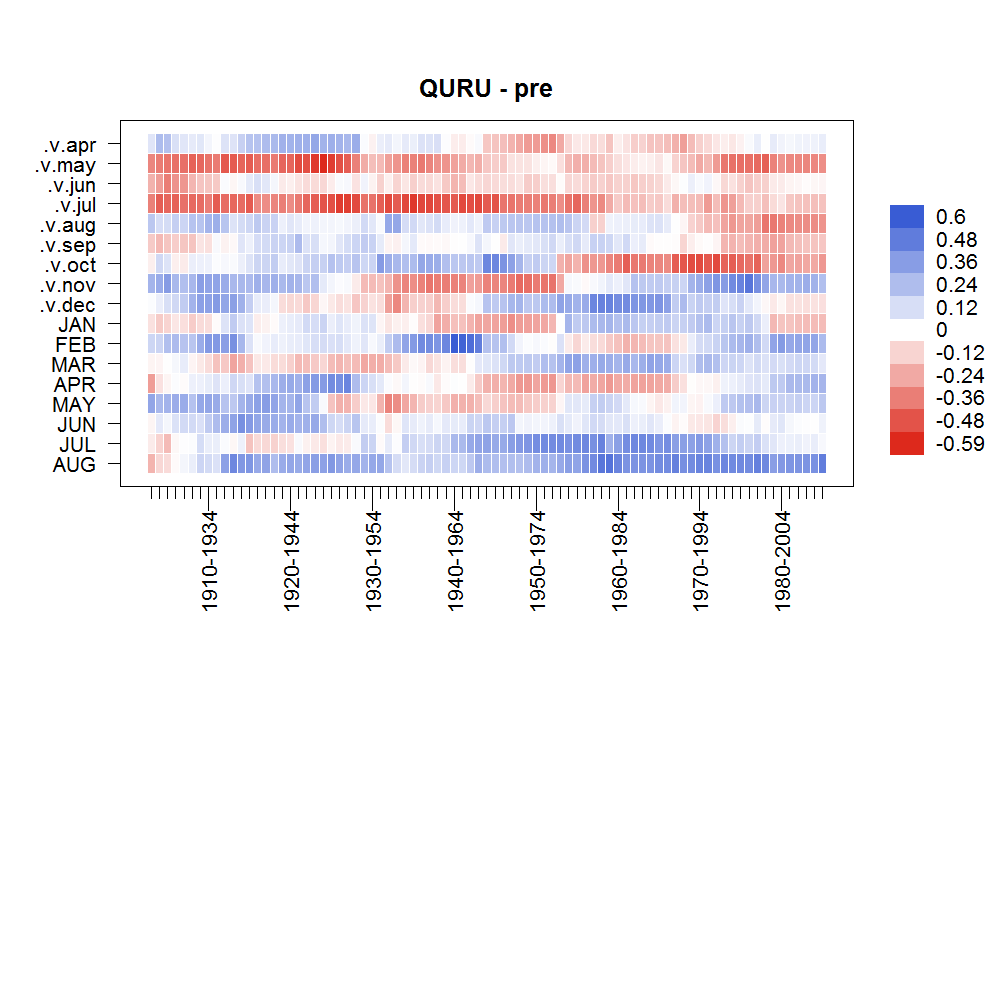 QURU - pre
.v.apr
.v.may
.v.jun
.v.jul
.v.aug
.v.sep
.v.oct
.v.nov
.v.dec
JAN
FEB
MAR
APR
MAY
JUN
JUL
AUG
0.6
0.48
0.36
0.24
0.12
0
-0.12
-0.24
-0.36
-0.48
-0.59
1910-1934
1920-1944
1930-1954
1940-1964
1950-1974
1960-1984
1970-1994
1980-2004